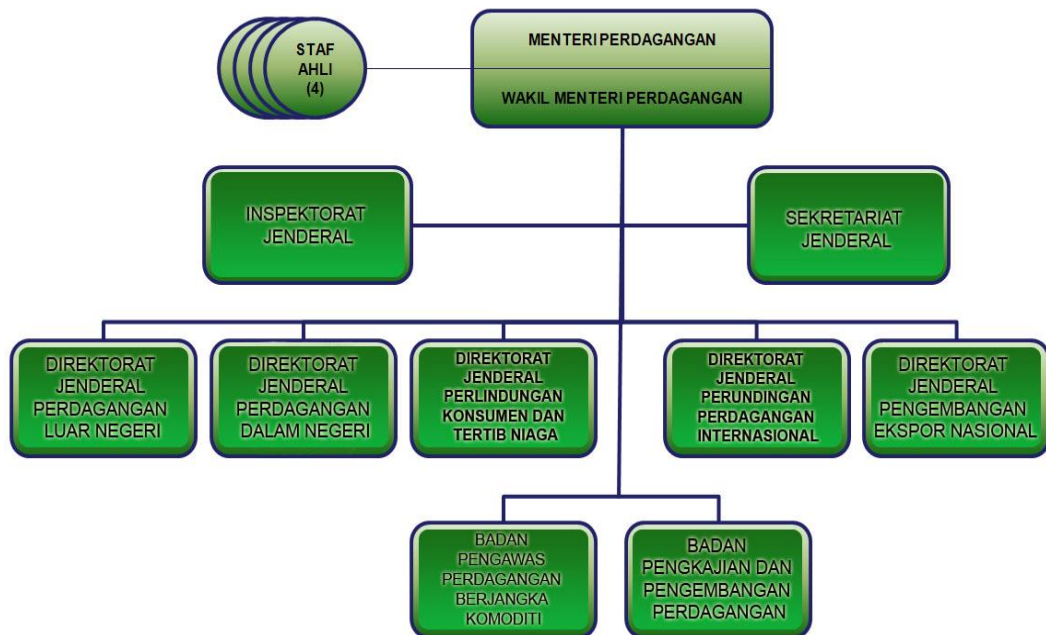 STAF
AHLI
(4)
MENTERI PERDAGANGAN
WAKIL MENTERI PERDAGANGAN
INSPEKTORAT
JENDERAL
SEKRETARIAT
JENDERAL
DIREKTORAT
JENDERAL
PERDAGANGAN
LUAR NEGERI
DIREKTORAT
JENDERAL
PERDAGANGAN
DALAM NEGERI
DIREKTORAT
JENDERAL
PERLINDUNGAN
KONSUMEN DAN
TERTIB NIAGA
DIREKTORAT
JENDERAL
PERUNDINGAN
PERDAGANGAN
INTERNASIONAL
DIREKTORAT
JENDERAL
PENGEMBANGAN
EKSPOR NASIONAL
BADAN
PENGAWAS
PERDAGANGAN
BERJANGKA
KOMODITI
BADAN
PENGKAJIAN DAN
PENGEMBANGAN
PERDAGANGAN